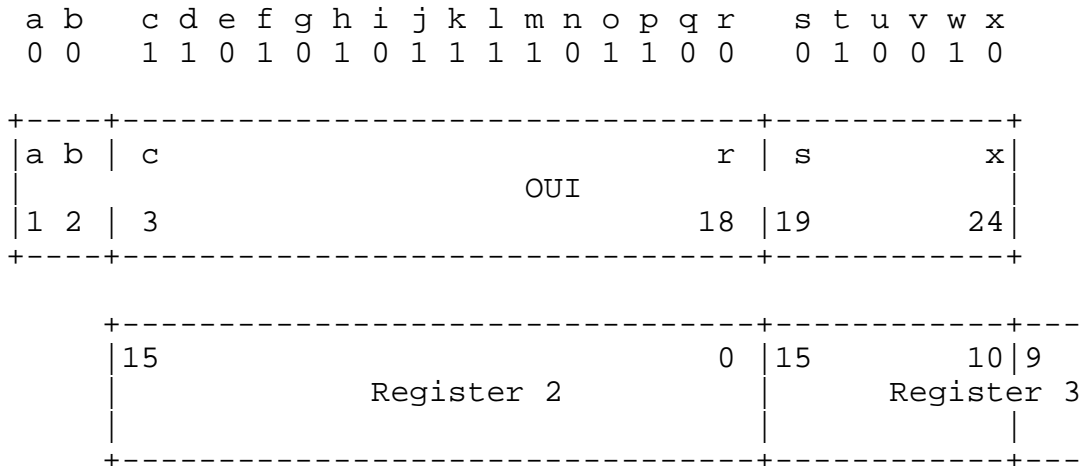 a b c d e f g h i j k l m n o p q r s t u v w x
0 0 1 1 0 1 0 1 0 1 1 1 1 0 1 1 0 0 0 1 0 0 1 0
a b c r s x
OUI
1 2 3 18 19 24
15 0 15 10 9
Register 2 Register 3